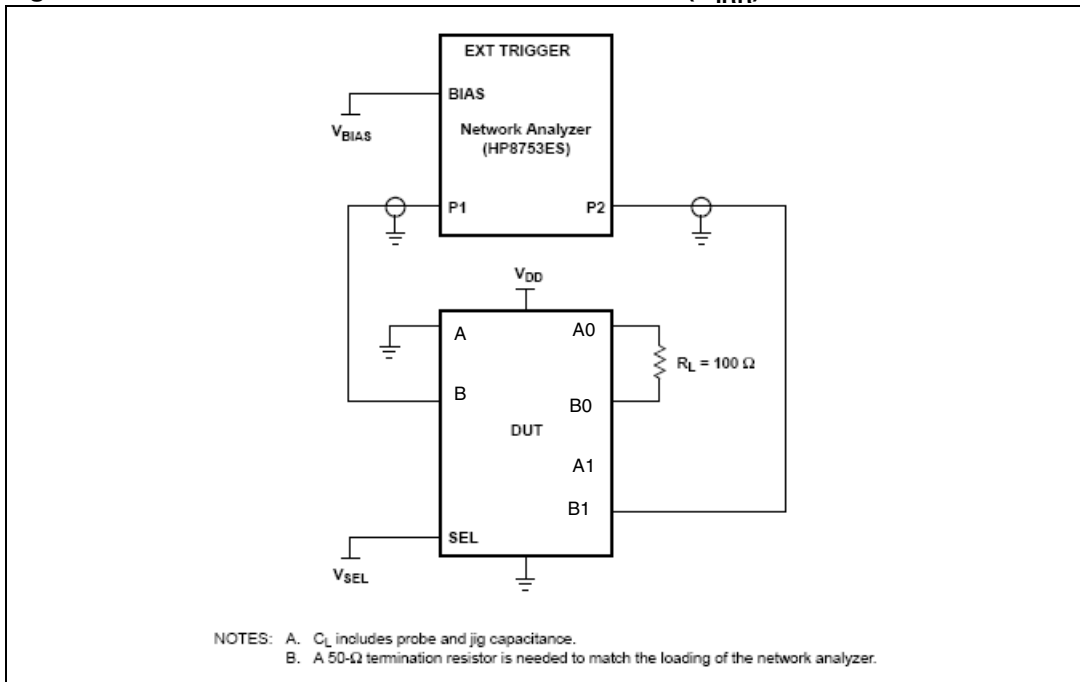 EXT TRIGGER
BIAS
VBIAS
Network Analyzer
(HP8753ES)
P1
P2
VDD
A
A0
RL = 100 Ω
B
B0
DUT
A1
B1
SEL
VSEL
NOTES: A. CL includes probe and jig capacitance.
B. A 50-Ω termination resistor is needed to match the loading of the network analyzer.